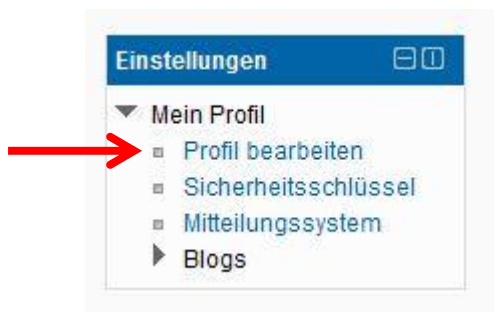 Einstellungen
Mein Profil
Profil bearbeiten
Sicherheitsschlüssel
Mitteilungssystem
Blogs